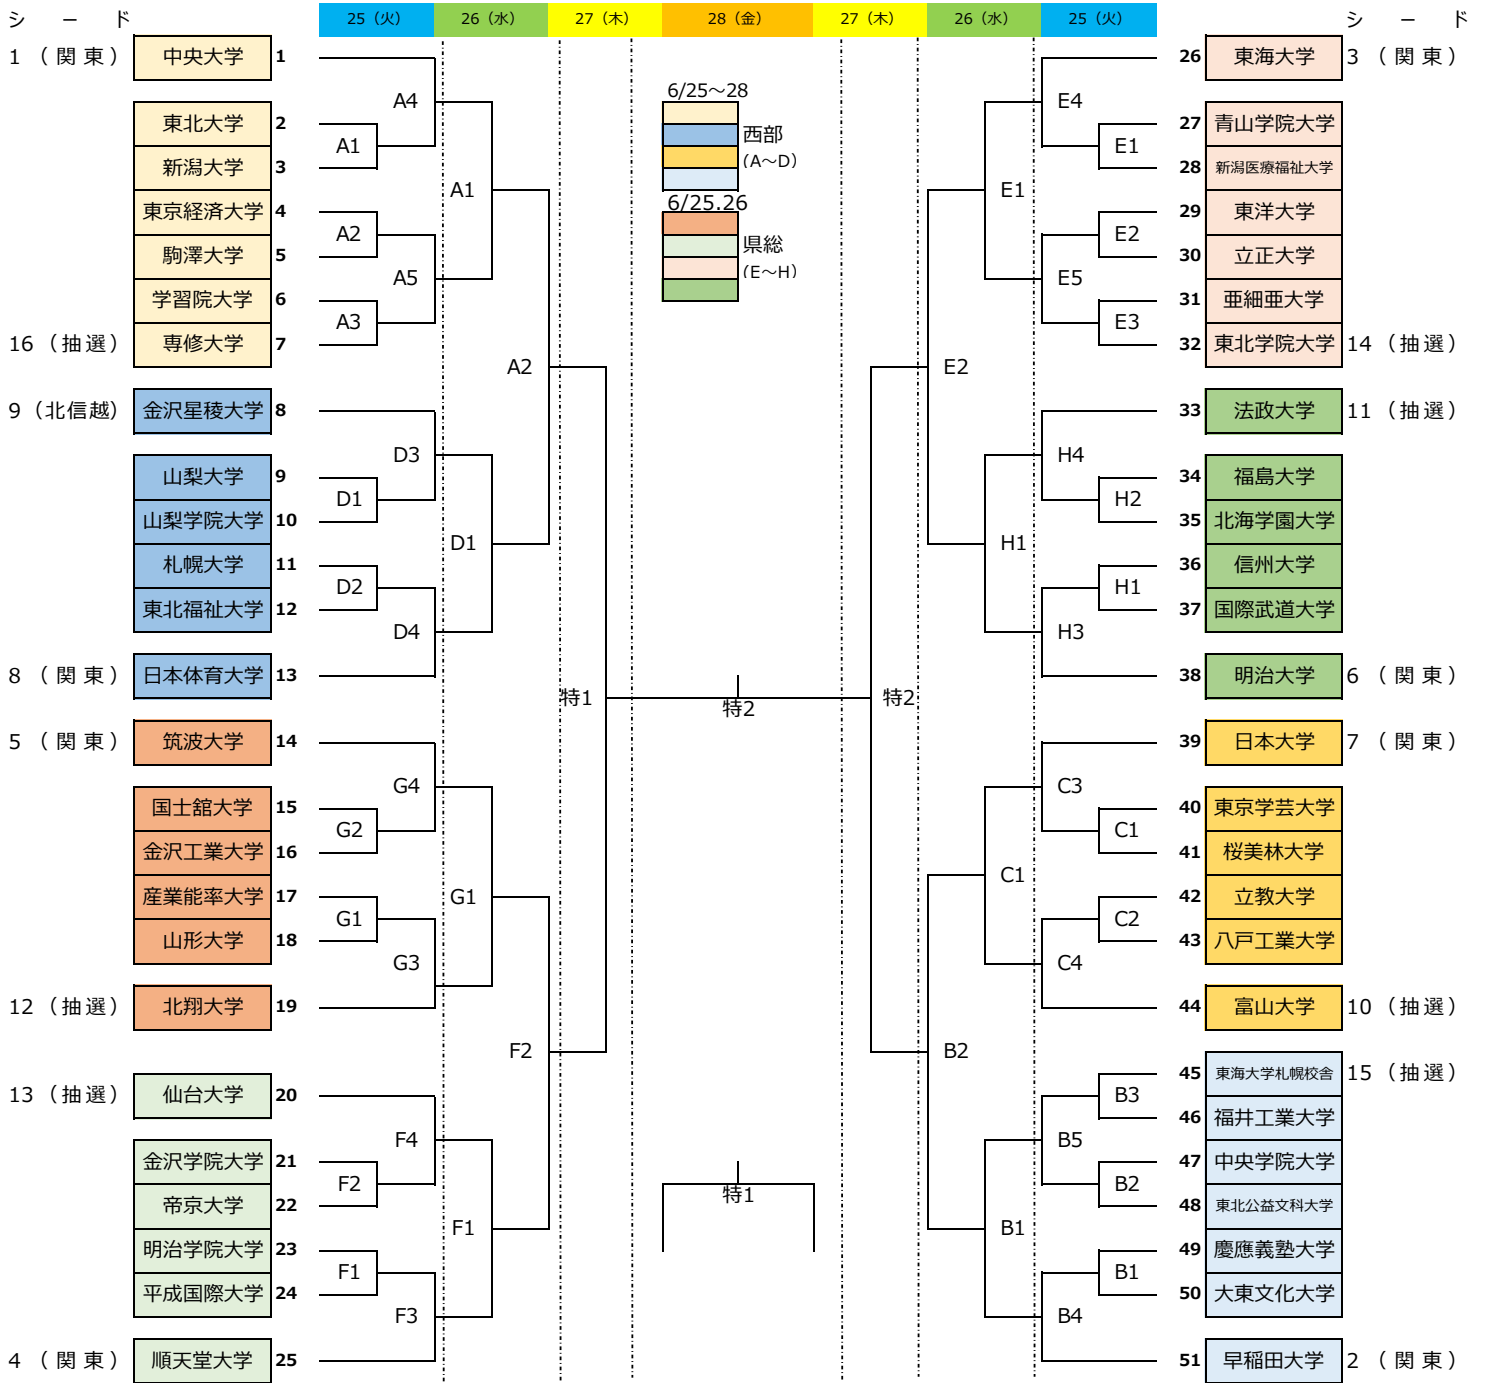 シード 25（火） 26（水） 27（木） 28（金） 27（木） 26（水） 25（火） シード
1 （関東） 中央大学 1
26 東海大学 3 （関東）
6/25～28
A4
E4
東北大学 2
27 青山学院大学
西部
A1
E1
(A～D)
新潟大学 3
28 新潟医療福祉大学
A1
E1
6/25.26
東京経済大学 4
29 東洋大学
A2
E2
県総
駒澤大学 5
30 立正大学
(E～H)
A5
E5
学習院大学 6
31 亜細亜大学
A3
E3
16 （抽選） 専修大学 7
32 東北学院大学 14 （抽選）
A2
E2
9 （北信越） 金沢星稜大学 8
33 法政大学 11 （抽選）
D3
H4
山梨大学 9
34 福島大学
D1
H2
山梨学院大学 10
35 北海学園大学
D1
H1
札幌大学 11
36 信州大学
D2
H1
東北福祉大学 12
37 国際武道大学
D4
H3
8 （関東） 日本体育大学 13
38 明治大学 6 （関東）
特1
特2
特2
5 （関東） 筑波大学 14
39 日本大学 7 （関東）
G4
C3
国士舘大学 15
40 東京学芸大学
G2
C1
金沢工業大学 16
41 桜美林大学
G1
C1
産業能率大学 17
42 立教大学
G1
C2
山形大学 18
43 八戸工業大学
G3
C4
12 （抽選） 北翔大学 19
44 富山大学 10 （抽選）
F2
B2
13 （抽選） 仙台大学 20
45 東海大学札幌校舎 15 （抽選）
B3
46 福井工業大学
F4
B5
金沢学院大学 21
47 中央学院大学
F2
B2
特1
帝京大学 22
48 東北公益文科大学
F1
B1
明治学院大学 23
49 慶應義塾大学
F1
B1
平成国際大学 24
50 大東文化大学
F3
B4
4 （関東） 順天堂大学 25
51 早稲田大学 2 （関東）